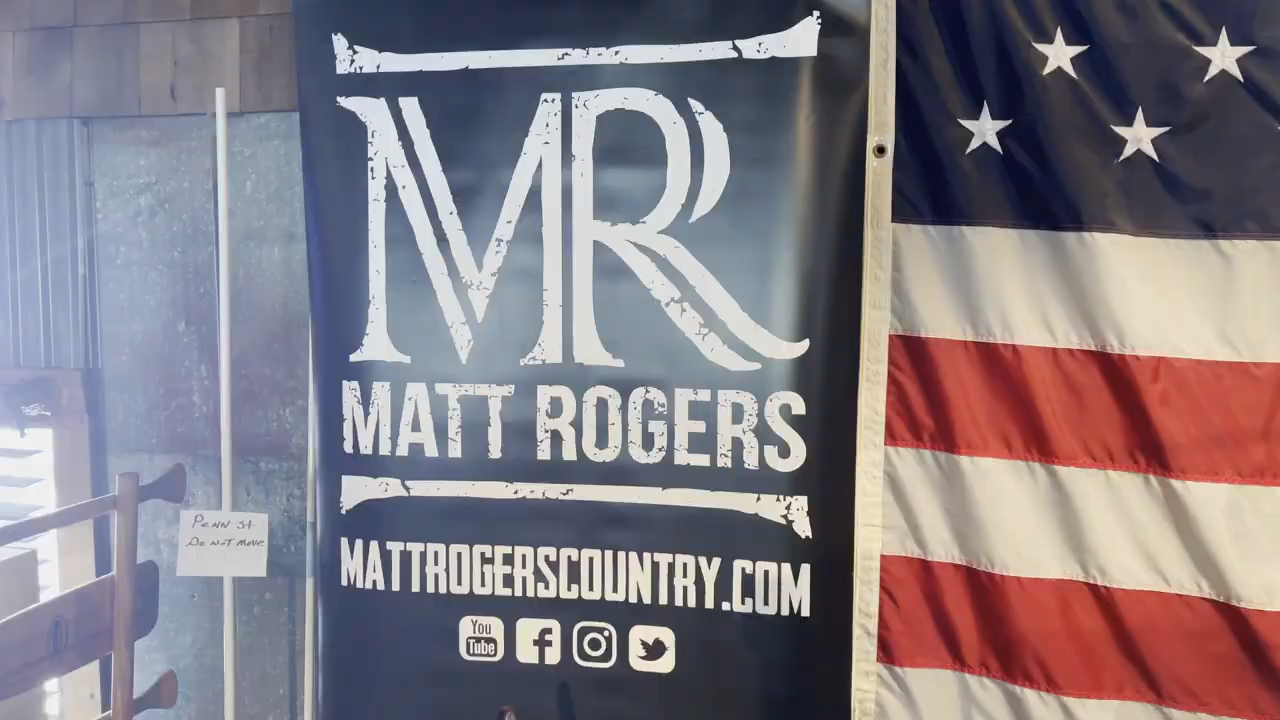 MR
MATT ROGERS
MATTROGERSCOUNTRY.COM
You
Tube
Penn St
Do Not Move